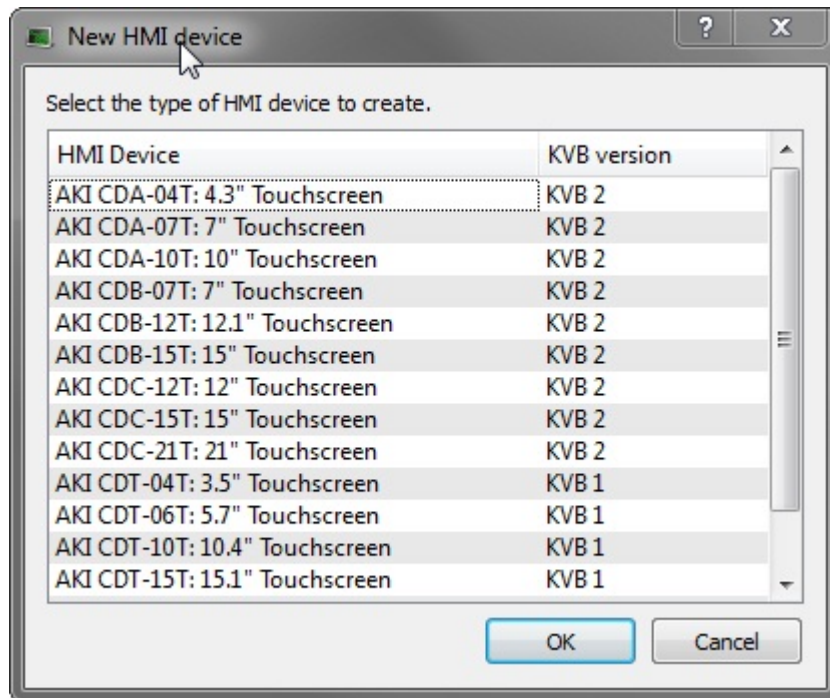 New HMI device
?
X
Select the type of HMI device to create.
HMI Device KVB version
AKI CDA-04T: 4.3" Touchscreen KVB 2
AKI CDA-07T: 7" Touchscreen KVB 2
AKI CDA-10T: 10" Touchscreen KVB 2
AKI CDB-07T: 7" Touchscreen KVB 2
AKI CDB-12T: 12.1" Touchscreen KVB 2
AKI CDB-15T: 15" Touchscreen KVB 2
AKI CDC-12T: 12" Touchscreen KVB 2
AKI CDC-15T: 15" Touchscreen KVB 2
AKI CDC-21T: 21" Touchscreen KVB 2
AKI CDT-04T: 3.5" Touchscreen KVB 1
AKI CDT-06T: 5.7" Touchscreen KVB 1
AKI CDT-10T: 10.4" Touchscreen KVB 1
AKI CDT-15T: 15.1" Touchscreen KVB 1
OK Cancel